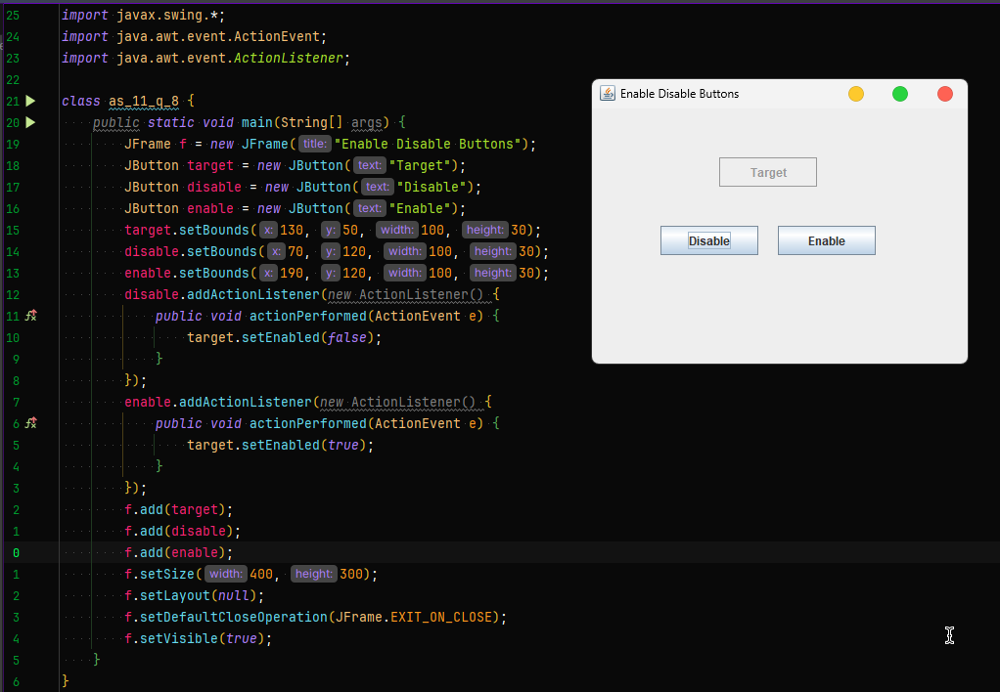 25 import javax.swing.*;
24 import java.awt.event.ActionEvent;
23 import java.awt.event.ActionListener;
22
21 class as_11_q_8 {
20 public static void main(String[] args) {
19 JFrame f = new JFrame( title: "Enable Disable Buttons");
18 JButton target = new JButton( text: "Target");
17 JButton disable = new JButton( text: "Disable");
16 JButton enable = new JButton( text: "Enable");
15 target.setBounds( x: 130, y: 50, width: 100, height: 30);
14 disable.setBounds( x: 70, y: 120, width: 100, height: 30);
13 enable.setBounds( x: 190, y: 120, width: 100, height: 30);
12 disable.addActionListener(new ActionListener() {
11 public void actionPerformed(ActionEvent e) {
10 target.setEnabled(false);
9 }
8 });
7 enable.addActionListener(new ActionListener() {
6 public void actionPerformed(ActionEvent e) {
5 target.setEnabled(true);
4 }
3 });
2 f.add(target);
1 f.add(disable);
0 f.add(enable);
1 f.setSize( width: 400, height: 300);
2 f.setLayout(null);
3 f.setDefaultCloseOperation(JFrame.EXIT_ON_CLOSE);
4 f.setVisible(true);
5 }
6 }
Enable Disable Buttons
Target
Disable Enable